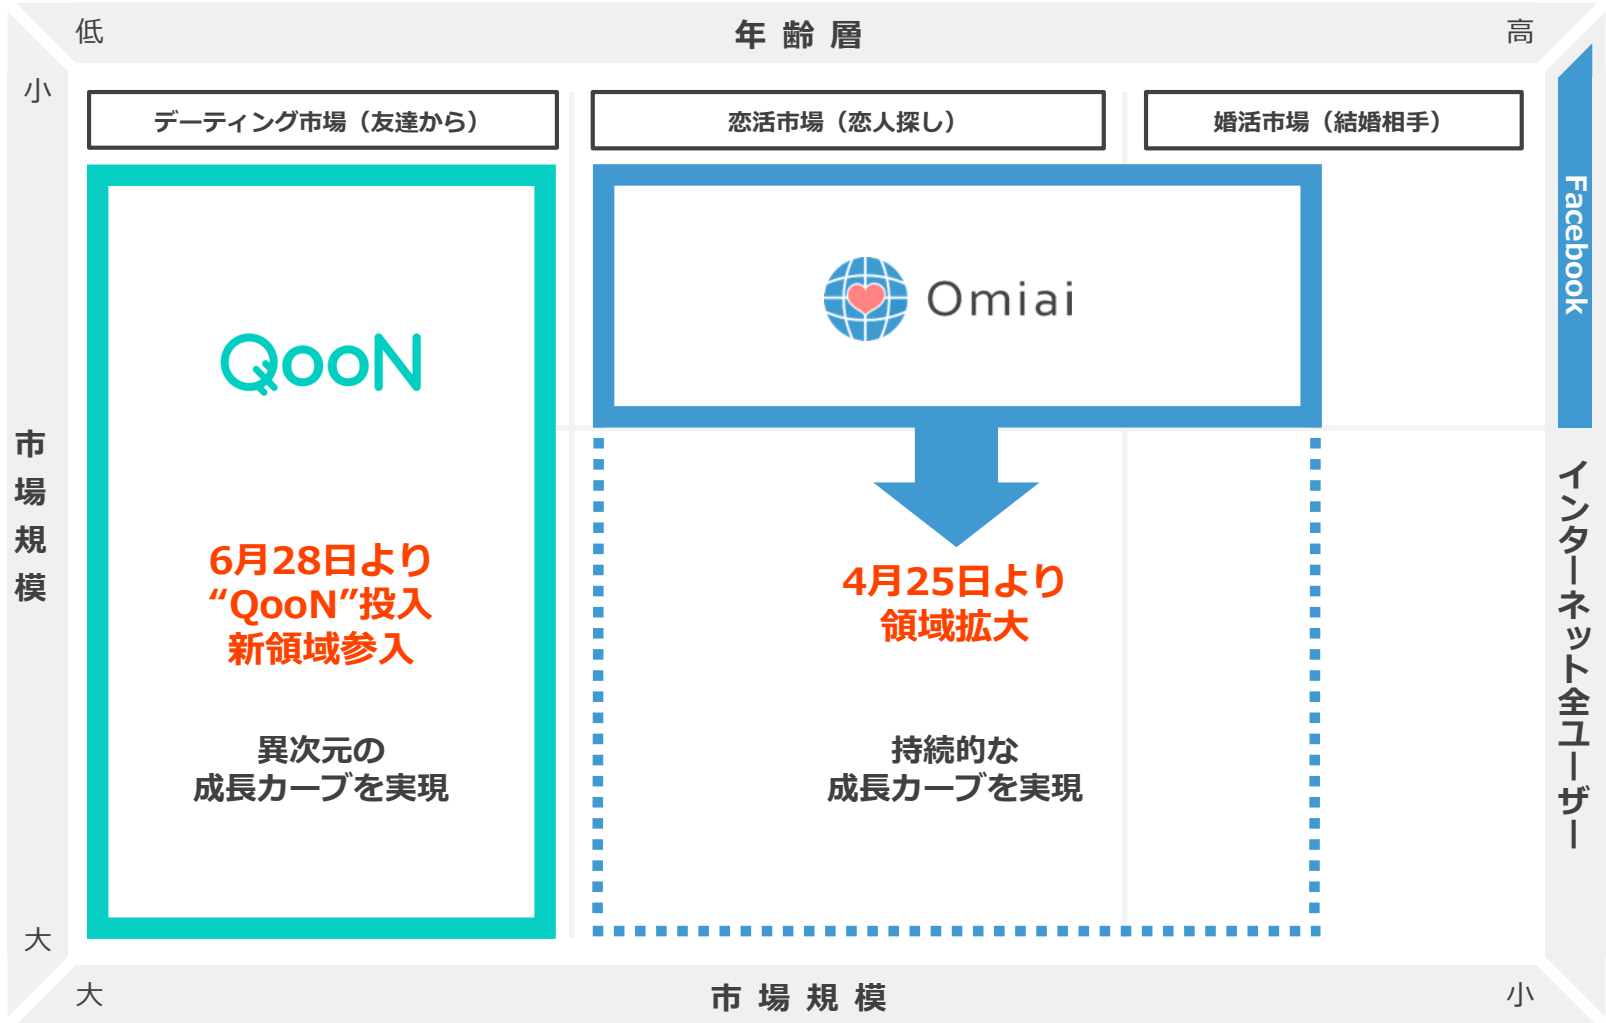 低
年齢層
高
小
デーティング市場（友達から）
恋活市場（恋人探し）
婚活市場（結婚相手）
Facebook
Omiai
QooN
市場規模
インターネット全ユーザー
6月28日より
“QooN”投入
新領域参入
4月25日より
領域拡大
異次元の
成長カーブを実現
持続的な
成長カーブを実現
大
大
市場規模
小